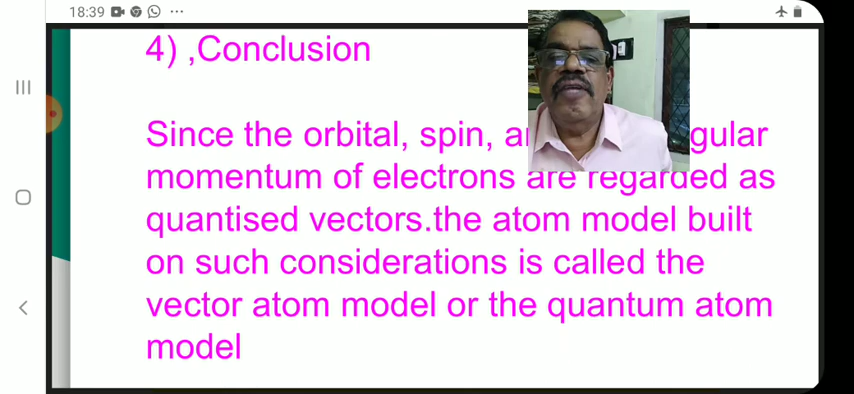 18:39
4) ,Conclusion
Since the orbital, spin, gular
momentum of electrons are regarded as
quantised vectors.the atom model built
on such considerations is called the
vector atom model or the quantum atom
model